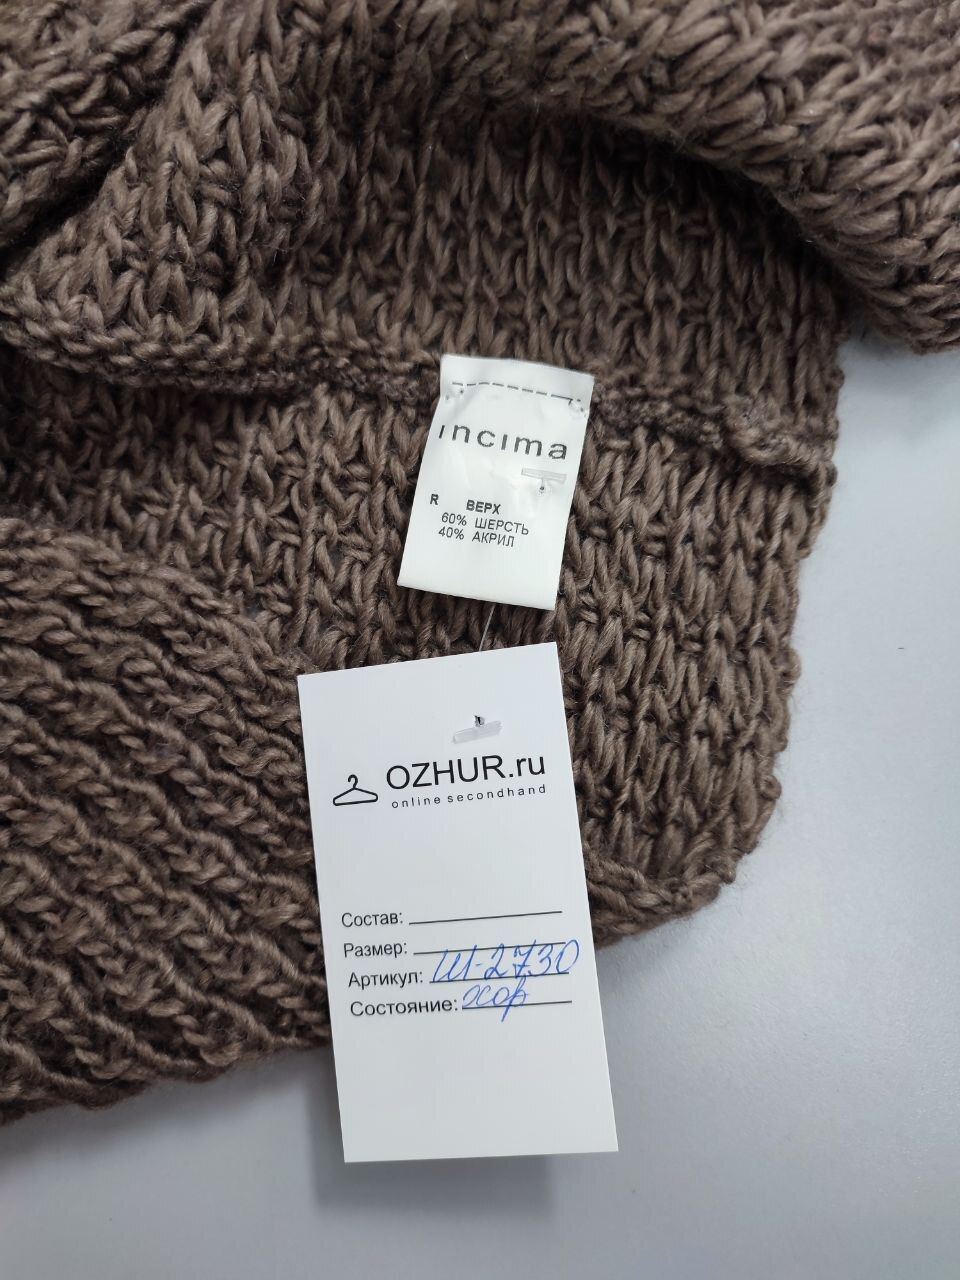 incima
R ВЕРХ
60% ШЕРСТЬ
40% АКРИЛ
OZHUR.ru
online secondhand
Состав:
Размер:
Артикул: Ш-2730
Состояние: хор